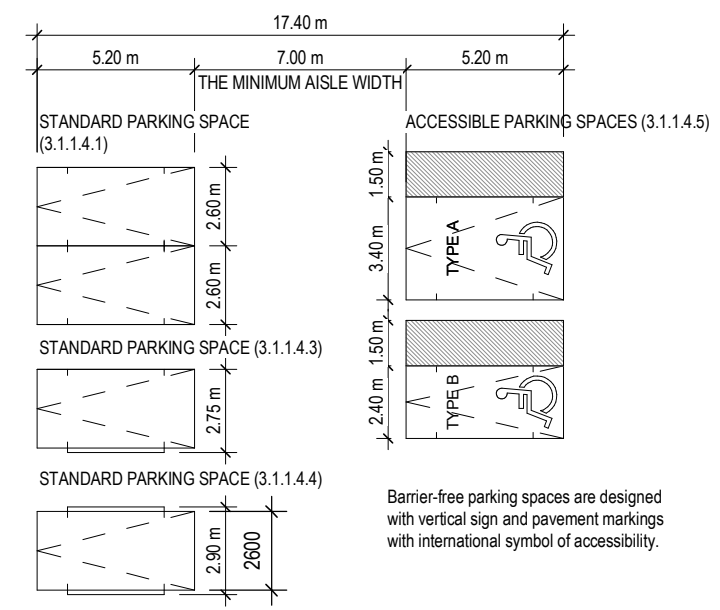 17.40 m
5.20 m 7.00 m 5.20 m
THE MINIMUM AISLE WIDTH
STANDARD PARKING SPACE
(3.1.1.4.1)
2.60 m
2.60 m
STANDARD PARKING SPACE (3.1.1.4.3)
2.75 m
STANDARD PARKING SPACE (3.1.1.4.4)
2.90 m
2600
ACCESSIBLE PARKING SPACES (3.1.1.4.5)
1.50 m
3.40 m
TYPE A
1.50 m
2.40 m
TYPE B
Barrier-free parking spaces are designed
with vertical sign and pavement markings
with international symbol of accessibility.